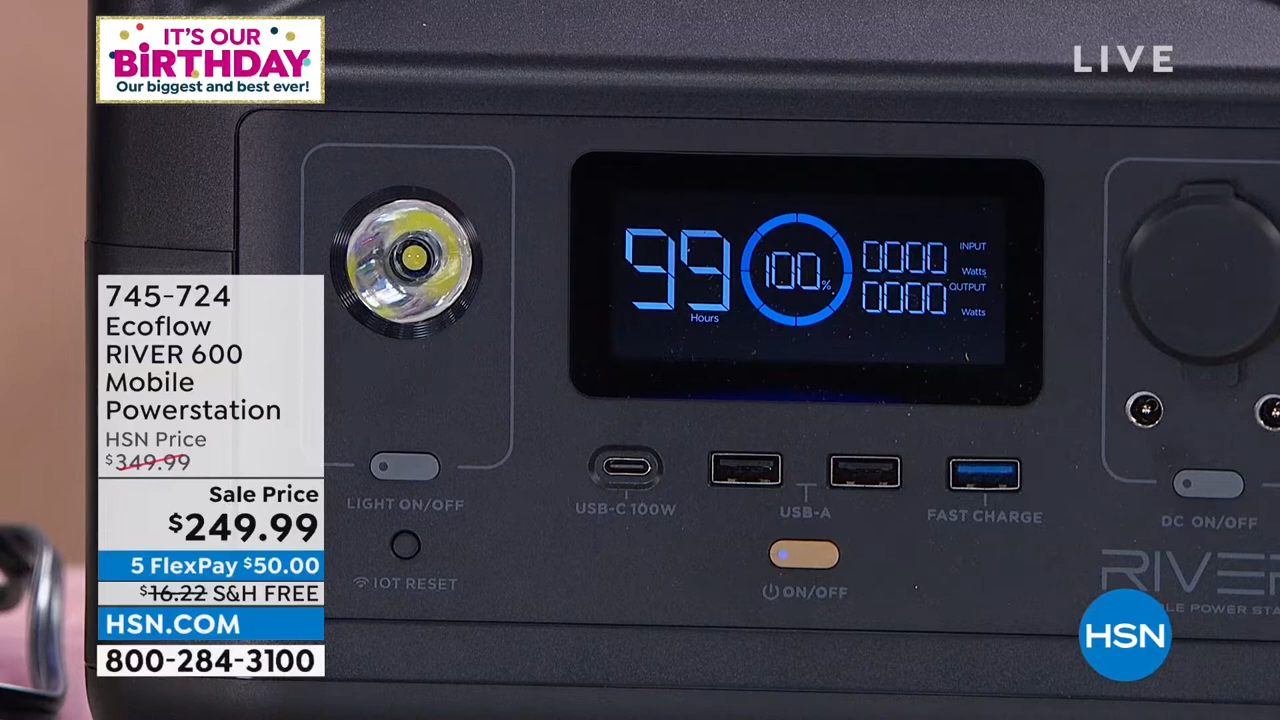 IT'S OUR
BiRTHDAY
Our biggest and best ever!
LIVE
745-724
Ecoflow
RIVER 600
Mobile
Powerstation
HSN Price
$349.99
Sale Price
$249.99
5 FlexPay $50.00
$16.22 S&H FREE
HSN.COM
800-284-3100
99
Hours
100%
0000 INPUT
Watts
0000 OUTPUT
Watts
LIGHT ON/OFF
IOT RESET
USB-C 100W
USB-A
FAST CHARGE
ON/OFF
DC ON/OFF
RIVER
LE POWER STA
HSN